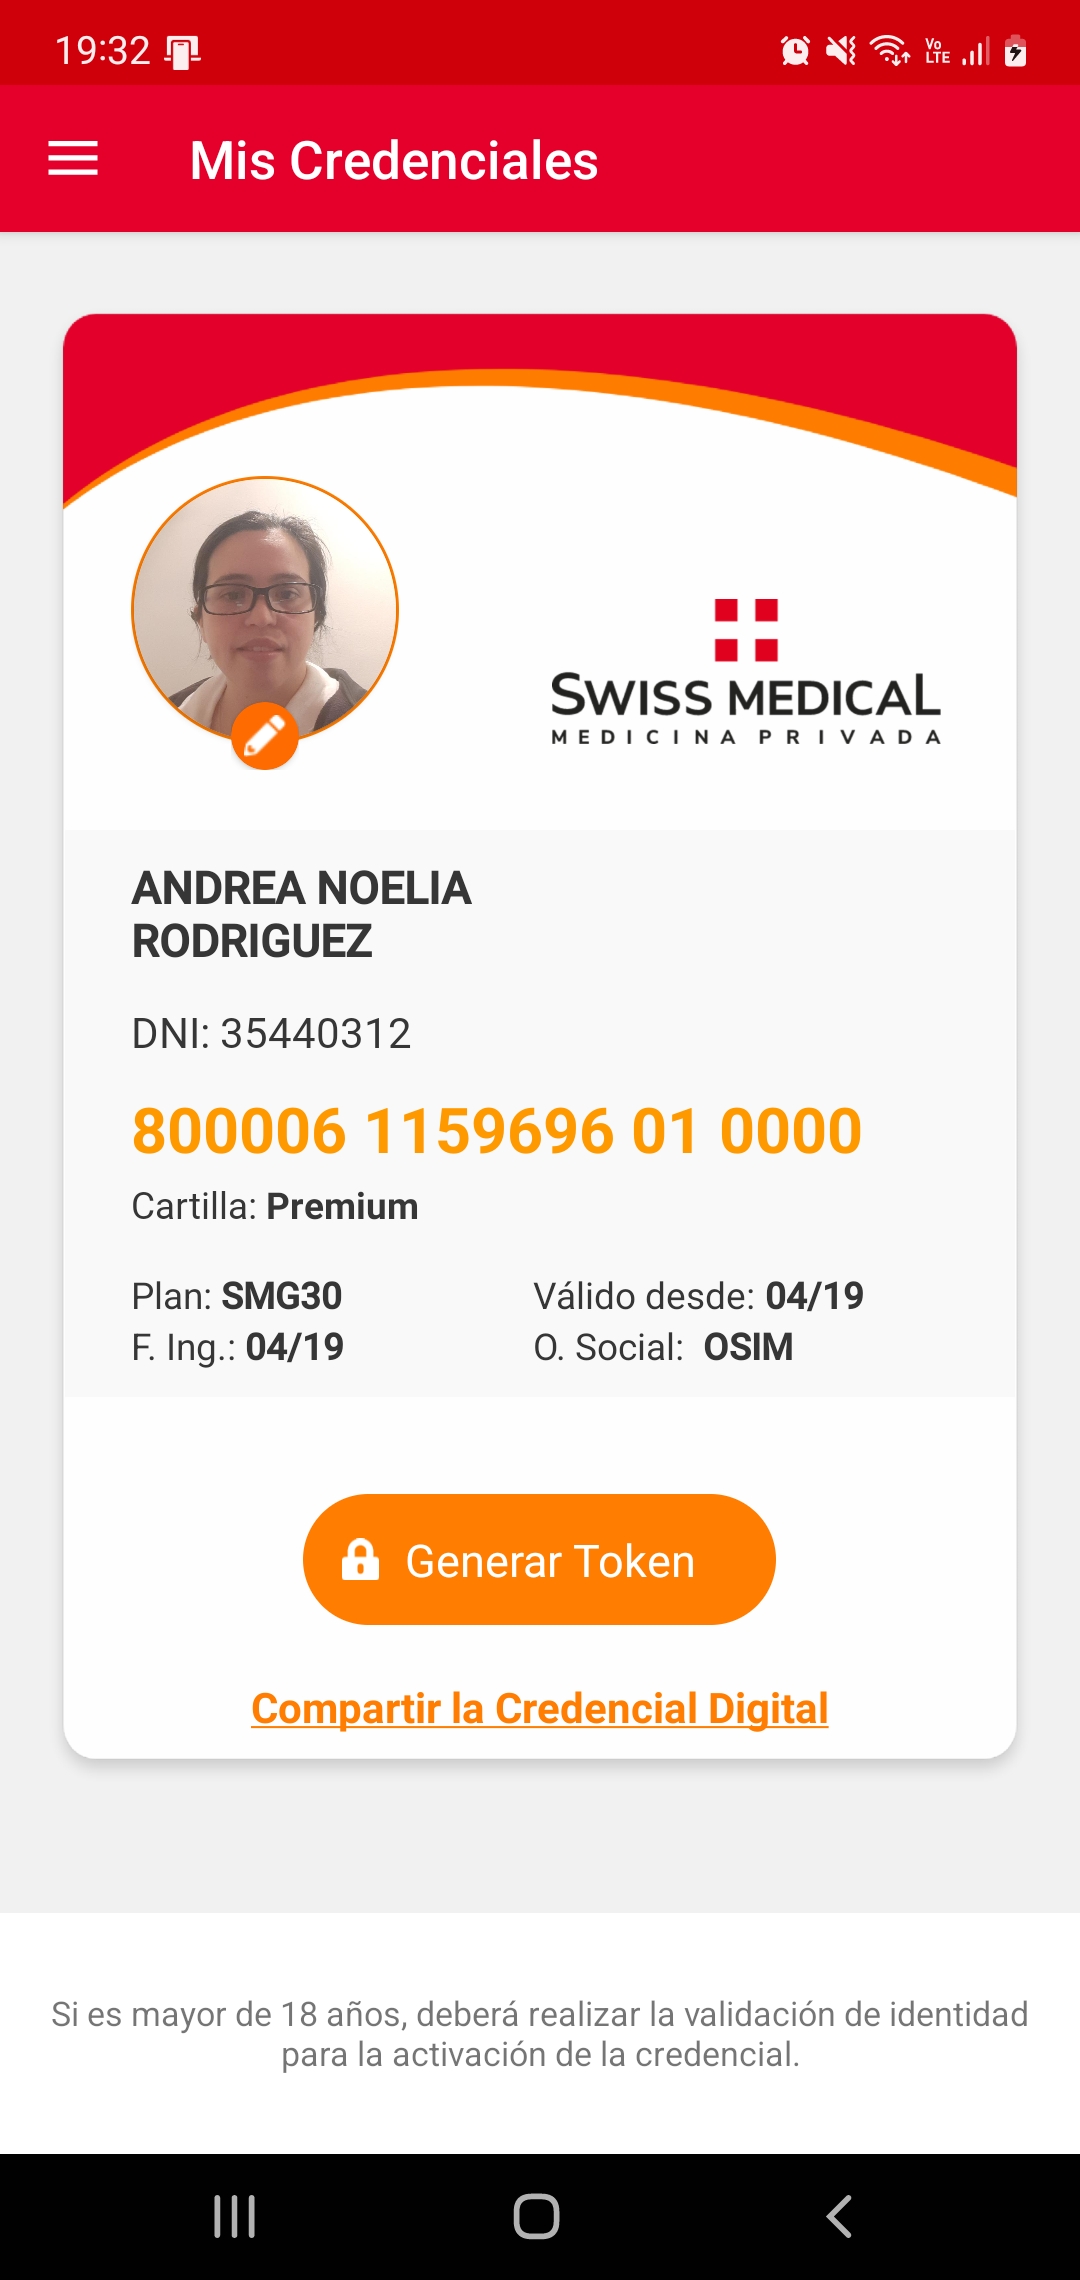 19:32
Vo LTE
Mis Credenciales
SWISS MEDICAL
MEDICINA PRIVADA
ANDREA NOELIA
RODRIGUEZ
DNI: 35440312
800006 1159696 01 0000
Cartilla: Premium
Plan: SMG30 Válido desde: 04/19
F. Ing.: 04/19 O. Social: OSIM
Generar Token
Compartir la Credencial Digital
Si es mayor de 18 años, deberá realizar la validación de identidad
para la activación de la credencial.